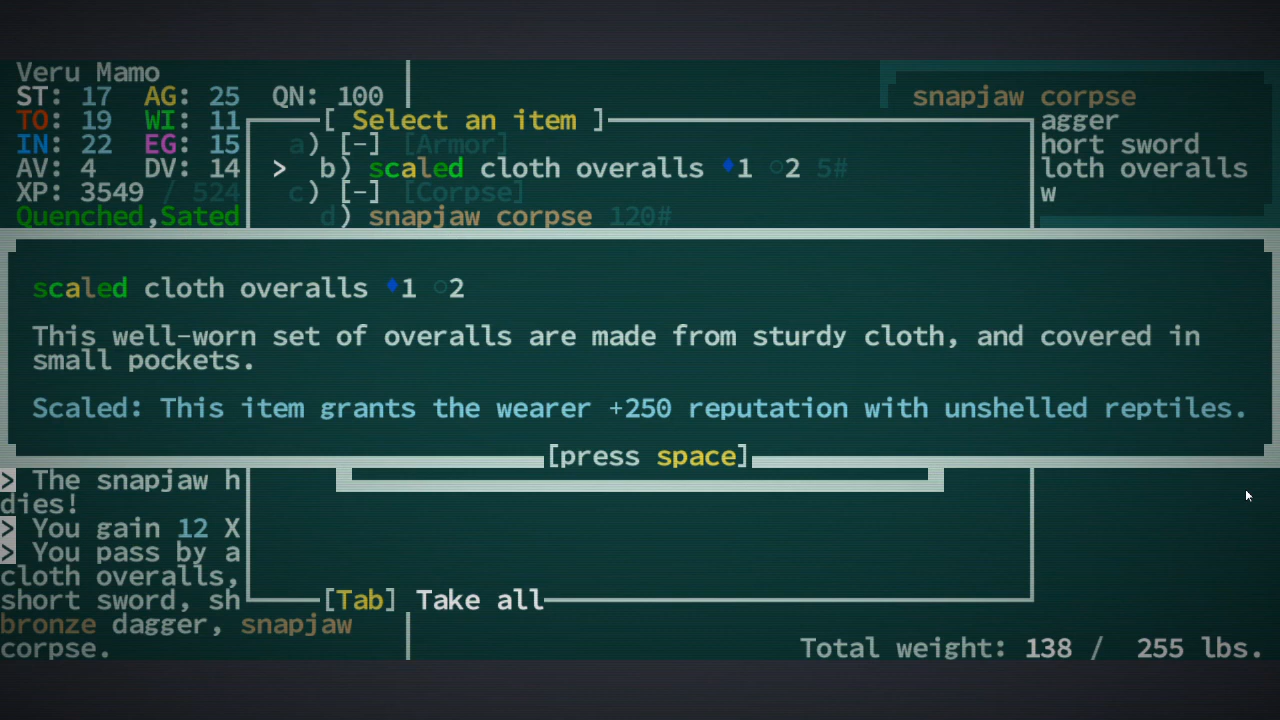 Veru Mamo
ST: 17 AG: 25 QN: 100
snapjaw corpse
TO: 19 WI: 11
[ Select an item ]
agger
IN: 22 EG: 15
a) [-] [Armor]
hort sword
AV: 4 DV: 14
> b) scaled cloth overalls ♦1 ○2 5#
loth overalls
XP: 3549 / 524
c) [-] [Corpse]
w
Quenched,Sated
d) snapjaw corpse 120#
scaled cloth overalls ♦1 ○2
This well-worn set of overalls are made from sturdy cloth, and covered in
small pockets.
Scaled: This item grants the wearer +250 reputation with unshelled reptiles.
[press space]
> The snapjaw h
dies!
> You gain 12 X
> You pass by a
cloth overalls,
short sword, sh
[Tab] Take all
bronze dagger, snapjaw
corpse.
Total weight: 138 / 255 lbs.